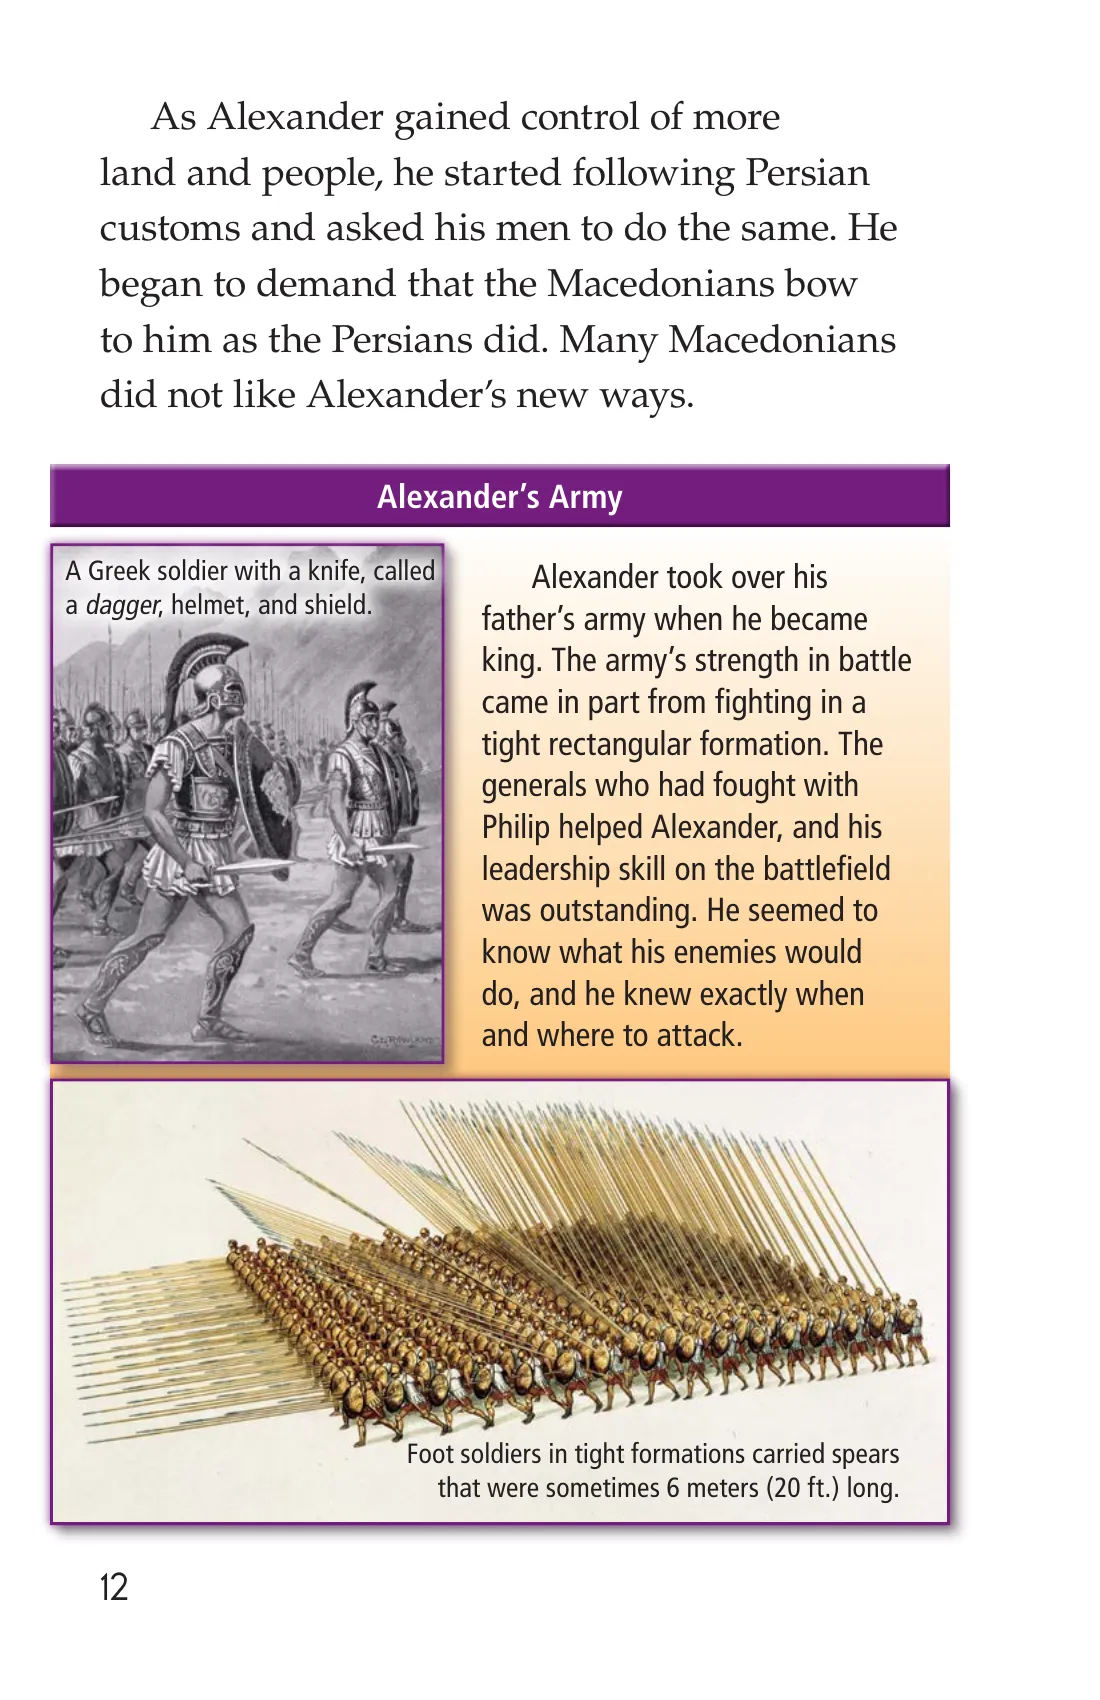 As Alexander gained control of more
land and people, he started following Persian
customs and asked his men to do the same. He
began to demand that the Macedonians bow
to him as the Persians did. Many Macedonians
did not like Alexander’s new ways.
Alexander’s Army
A Greek soldier with a knife, called
a dagger, helmet, and shield.
Alexander took over his
father’s army when he became
king. The army’s strength in battle
came in part from fighting in a
tight rectangular formation. The
generals who had fought with
Philip helped Alexander, and his
leadership skill on the battlefield
was outstanding. He seemed to
know what his enemies would
do, and he knew exactly when
and where to attack.
Foot soldiers in tight formations carried spears
that were sometimes 6 meters (20 ft.) long.
12